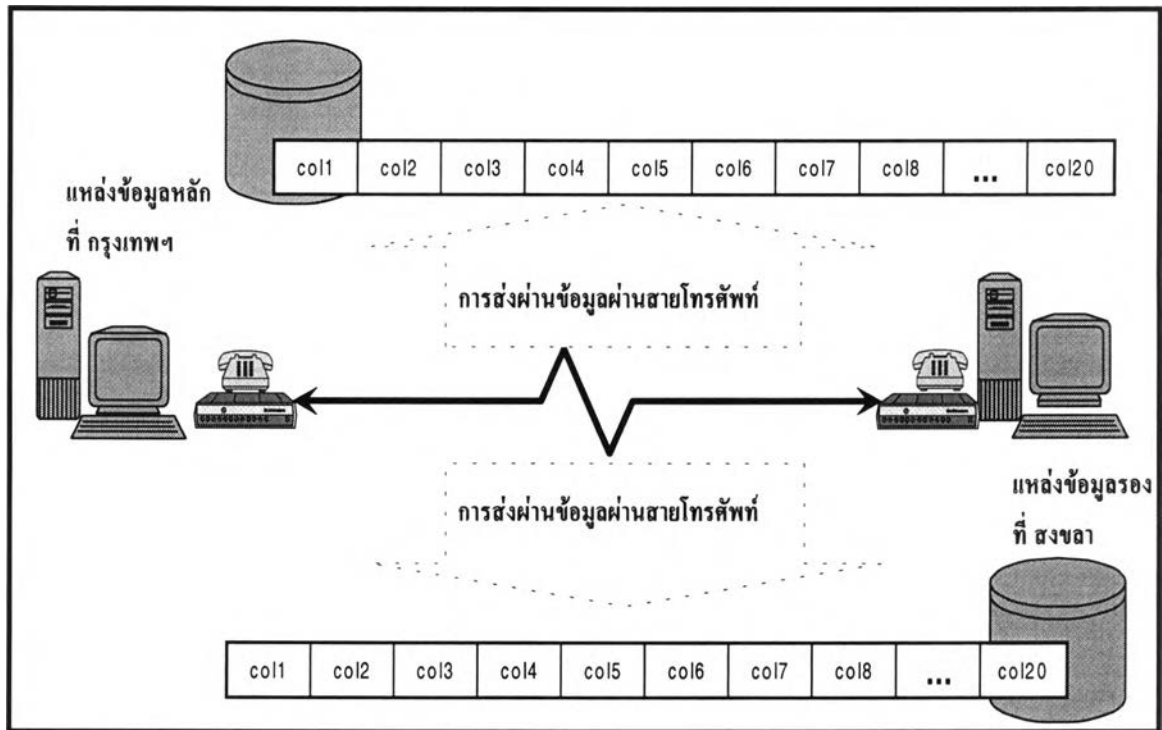 col1 col2 col3 col4 col5 col6 col7 col8 ... col20
แหล่งข้อมูลหลัก
ที่ กรุงเทพฯ
การส่งผ่านข้อมูลผ่านสายโทรศัพท์
การส่งผ่านข้อมูลผ่านสายโทรศัพท์
แหล่งข้อมูลรอง
ที่ สงขลา
col1 col2 col3 col4 col5 col6 col7 col8 ... col20